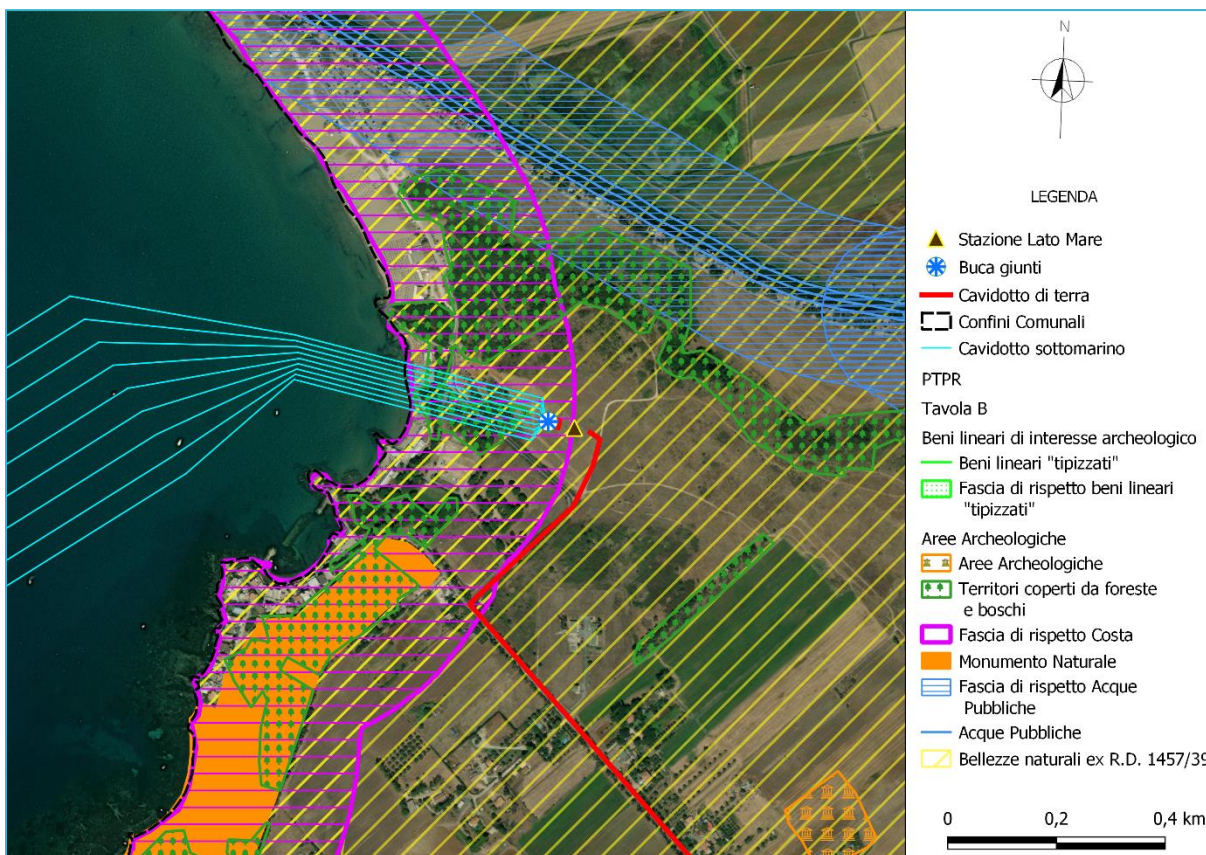 N
LEGENDA
Stazione Lato Mare
Buca giunti
Cavidotto di terra
Confini Comunali
Cavidotto sottomarino
PTPR
Tavola B
Beni lineari di interesse archeologico
Beni lineari "tipizzati"
Fascia di rispetto beni lineari
"tipizzati"
Aree Archeologiche
Aree Archeologiche
Territori coperti da foreste
e boschi
Fascia di rispetto Costa
Monumento Naturale
Fascia di rispetto Acque
Pubbliche
Acque Pubbliche
Bellezze naturali ex R.D. 1457/39
0 0,2 0,4 km